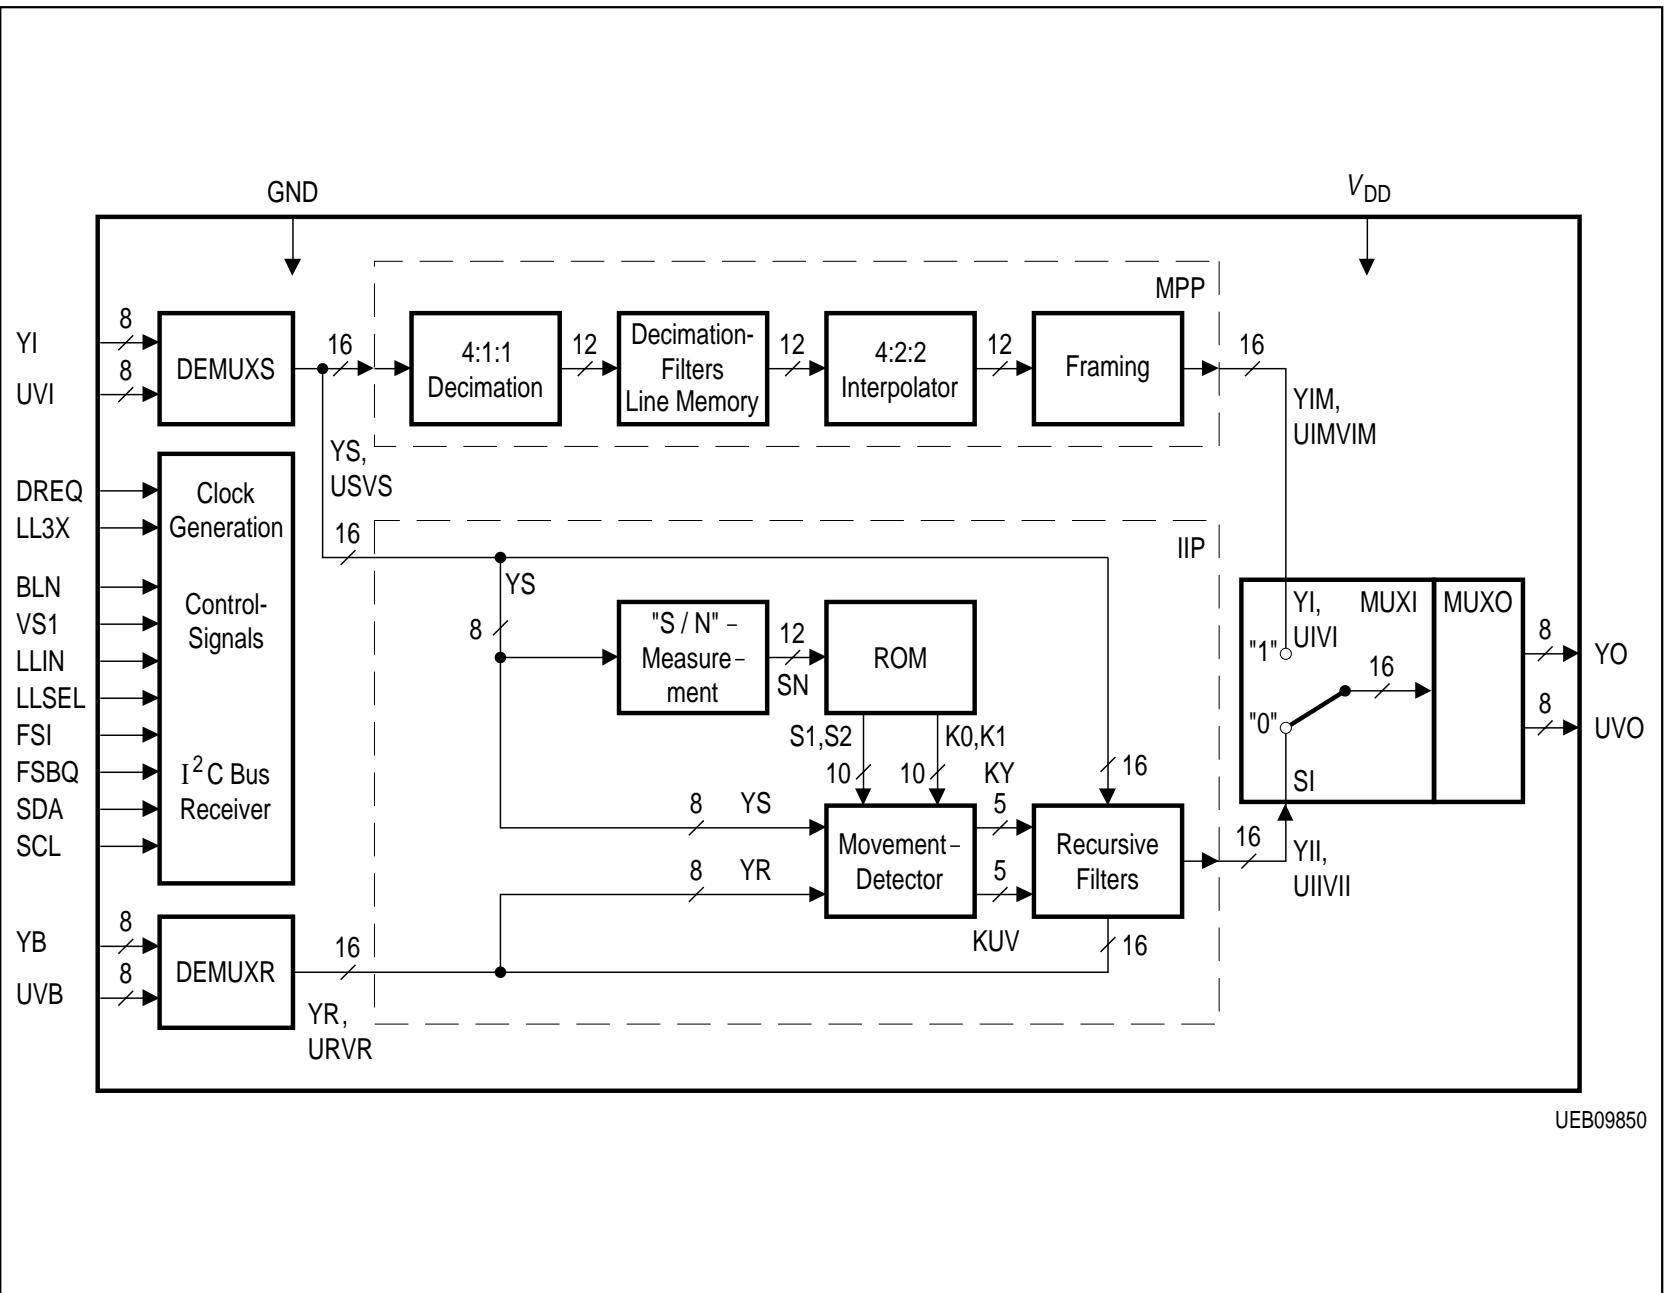 GND
VDD
MPP
YI
8
UVI
8
DEMUXS
16
4:1:1
Decimation
12
Decimation-
Filters
Line Memory
12
4:2:2
Interpolator
12
Framing
16
YIM,
UIMVIM
YS,
USVS
16
DREQ
LL3X
BLN
VS1
LLIN
LLSEL
FSI
FSBQ
SDA
SCL
Clock
Generation
Control-
Signals
I2C Bus
Receiver
IIP
YS
8
"S / N" –
Measure–
ment
12
SN
ROM
S1,S2
K0,K1
10
10
KY
16
8
YS
5
8
YR
5
Movement–
Detector
KUV
Recursive
Filters
16
16
YII,
UIIVII
YI,
UIVI
MUXI
MUXO
"1"
16
"0"
SI
8
YO
8
UVO
YB
8
UVB
8
DEMUXR
16
YR,
URVR
UEB09850